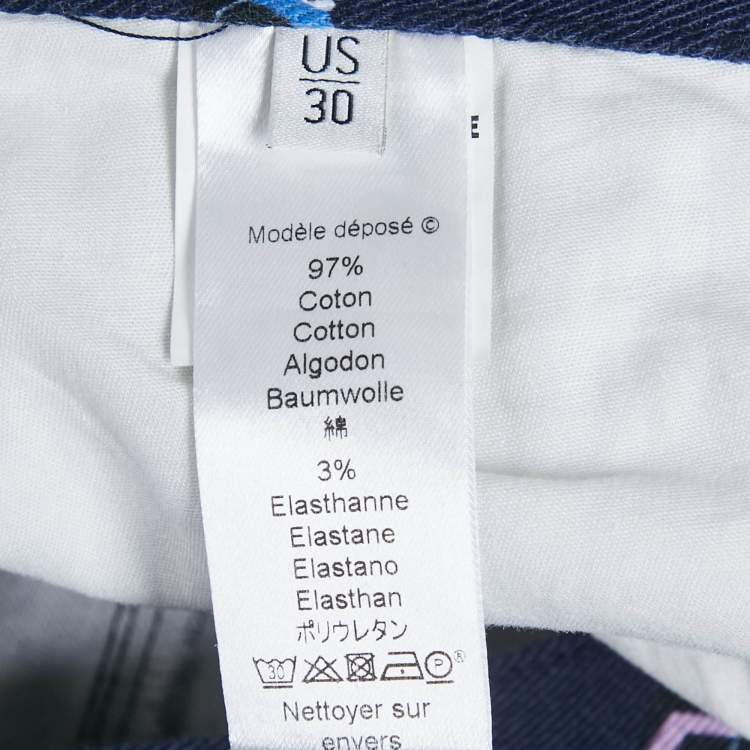 US
30
E
Modèle déposé ©
97%
Coton
Cotton
Algodon
Baumwolle
綿
3%
Elasthanne
Elastane
Elastano
Elasthan
ポリウレタン
30 P ®
Nettoyer sur
envers